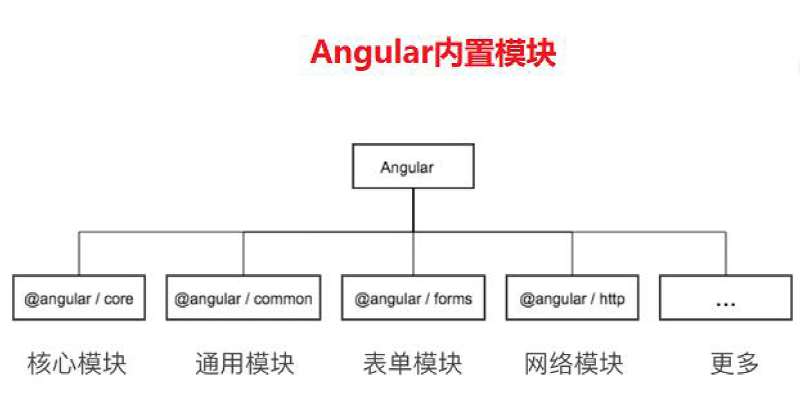 Angular内置模块
Angular
@angular / core
@angular / common
@angular / forms
@angular / http
...
核心模块
通用模块
表单模块
网络模块
更多